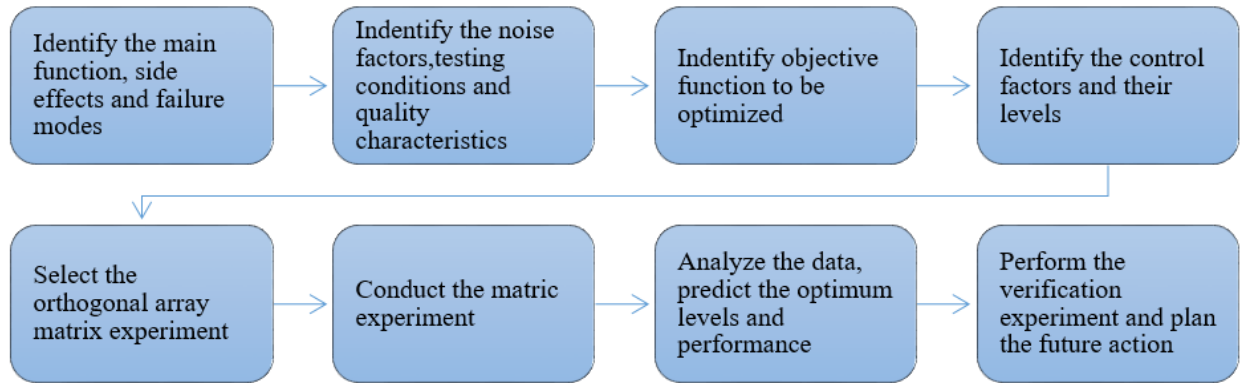 Identify the main
function, side
effects and failure
modes
Indentify the noise
factors,testing
conditions and
quality
characteristics
Indentify objective
function to be
optimized
Identify the control
factors and their
levels
Select the
orthogonal array
matrix experiment
Conduct the matric
experiment
Analyze the data,
predict the optimum
levels and
performance
Perform the
verification
experiment and plan
the future action